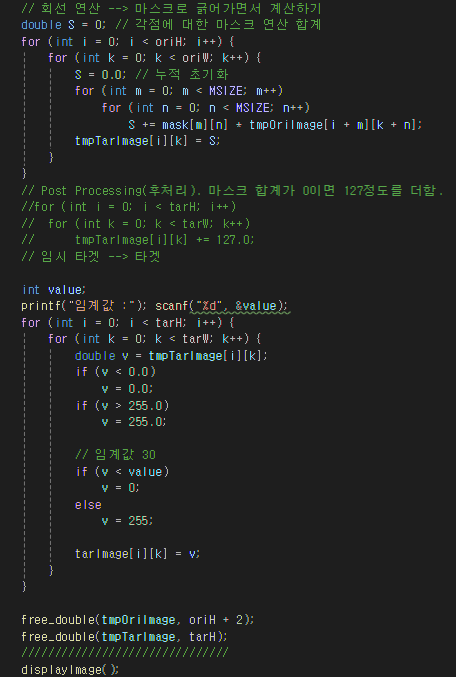 // 회선 연산 --> 마스크로 긁어가면서 계산하기
double S = 0; // 각점에 대한 마스크 연산 합계
for (int i = 0; i < oriH; i++) {
for (int k = 0; k < oriW; k++) {
S = 0.0; // 누적 초기화
for (int m = 0; m < MSIZE; m++)
for (int n = 0; n < MSIZE; n++)
S += mask[m][n] * tmpOriImage[i + m][k + n];
tmpTarImage[i][k] = S;
}
}
// Post Processing(후처리). 마스크 합계가 0이면 127정도를 더함.
//for (int i = 0; i < tarH; i++)
// for (int k = 0; k < tarW; k++)
// tmpTarImage[i][k] += 127.0;
// 임시 타겟 --> 타겟
int value;
printf("임계값 :"); scanf("%d", &value);
for (int i = 0; i < tarH; i++) {
for (int k = 0; k < tarW; k++) {
double v = tmpTarImage[i][k];
if (v < 0.0)
v = 0.0;
if (v > 255.0)
v = 255.0;
// 임계값 30
if (v < value)
v = 0;
else
v = 255;
tarImage[i][k] = v;
}
}
free_double(tmpOriImage, oriH + 2);
free_double(tmpTarImage, tarH);
///////////////////////////////
displayImage();